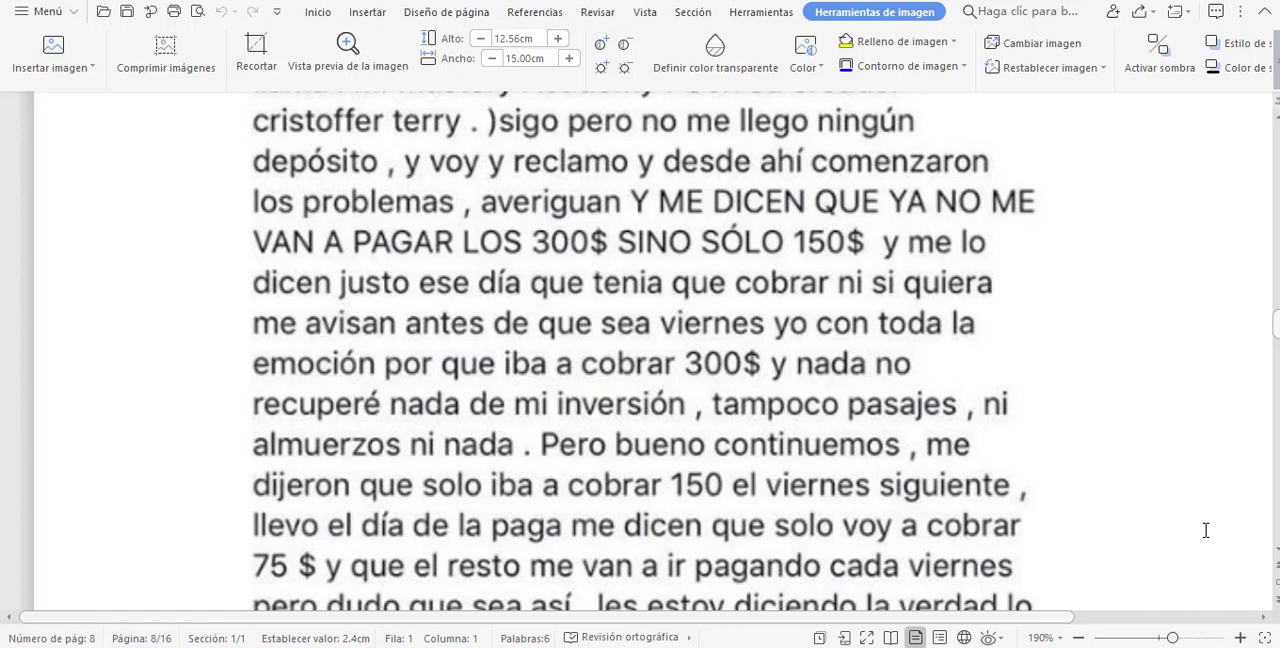 Menú
Inicio Insertar Diseño de página Referencias Revisar Vista Sección Herramientas Herramientas de imagen Haga clic para b...
Insertar imagen
Comprimir imágenes
Recortar
Vista previa de la imagen
Alto: 12.56cm
Ancho: 15.00cm
Definir color transparente
Color
Relleno de imagen
Contorno de imagen
Cambiar imagen
Restablecer imagen
Activar sombra
Estilo de s
Color de s
cristoffer terry . )sigo pero no me llego ningún
depósito , y voy y reclamo y desde ahí comenzaron
los problemas , averiguan Y ME DICEN QUE YA NO ME
VAN A PAGAR LOS 300$ SINO SÓLO 150$ y me lo
dicen justo ese día que tenia que cobrar ni si quiera
me avisan antes de que sea viernes yo con toda la
emoción por que iba a cobrar 300$ y nada no
recuperé nada de mi inversión , tampoco pasajes , ni
almuerzos ni nada . Pero bueno continuemos , me
dijeron que solo iba a cobrar 150 el viernes siguiente ,
llevo el día de la paga me dicen que solo voy a cobrar
75 $ y que el resto me van a ir pagando cada viernes
pero dudo que sea así , les estoy diciendo la verdad lo
Número de pág: 8 Página: 8/16 Sección: 1/1 Establecer valor: 2.4cm Fila: 1 Columna: 1 Palabras:6 Revisión ortográfica 190%